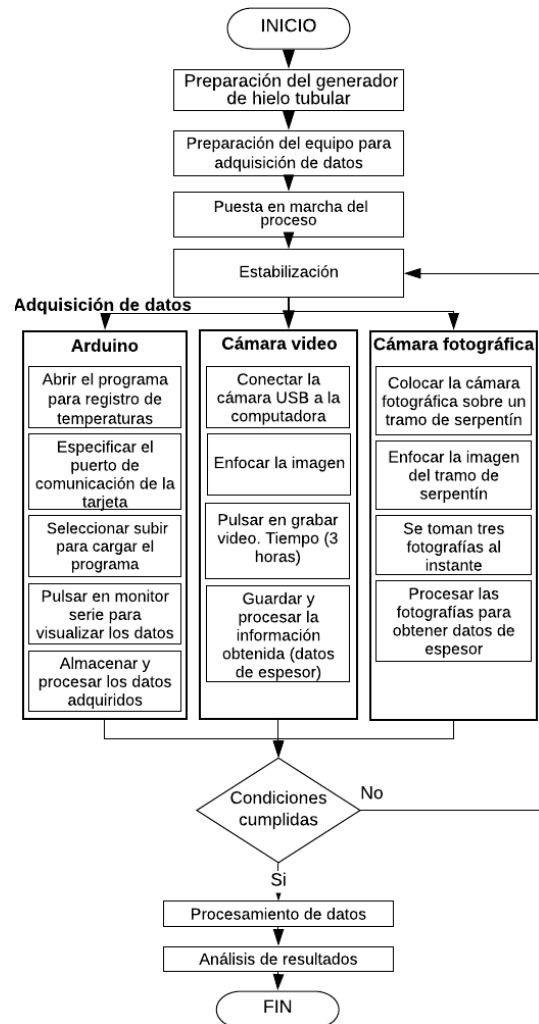 INICIO
Preparación del generador
de hielo tubular
Preparación del equipo para
adquisición de datos
Puesta en marcha del
proceso
Estabilización
Adquisición de datos
Arduino
Abrir el programa
para registro de
temperaturas
Especificar el
puerto de
comunicación de la
tarjeta
Seleccionar subir
para cargar el
programa
Pulsar en monitor
serie para
visualizar los datos
Almacenar y
procesar los datos
adquiridos
Cámara video
Conectar la
cámara USB a la
computadora
Enfocar la imagen
Pulsar en grabar
video. Tiempo (3
horas)
Guardar y
procesar la
información
obtenida (datos
de espesor)
Cámara fotográfica
Colocar la cámara
fotográfica sobre un
tramo de serpentín
Enfocar la imagen
del tramo de
serpentín
Se toman tres
fotografías al
instante
Procesar las
fotografías para
obtener datos de
espesor
Condiciones
cumplidas
No
Si
Procesamiento de datos
Análisis de resultados
FIN